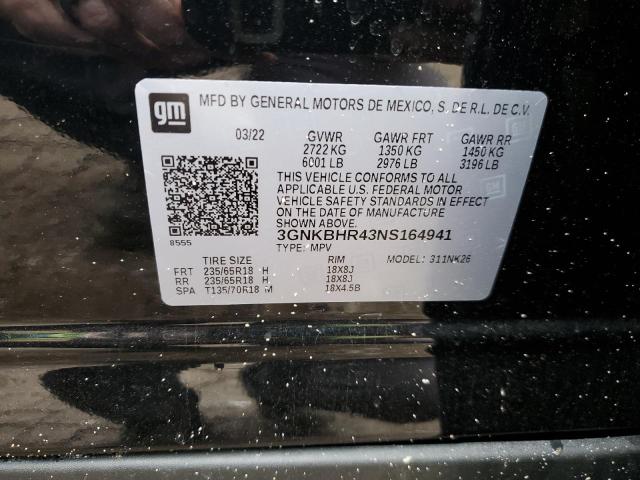 gm MFD BY GENERAL MOTORS DE MEXICO, S. DE R.L. DE C.V.
03/22 GVWR GAWR FRT GAWR RR
2722 KG 1350 KG 1450 KG
6001 LB 2976 LB 3196 LB
THIS VEHICLE CONFORMS TO ALL
APPLICABLE U.S. FEDERAL MOTOR
VEHICLE SAFETY STANDARDS IN EFFECT
ON THE DATE OF MANUFACTURE
SHOWN ABOVE.
3GNKBHR43NS164941
8555 TYPE: MPV
TIRE SIZE RIM MODEL: 311NK26
FRT 235/65R18 H 18X8J
RR 235/65R18 H 18X8J
SPA T135/70R18 M 18X4.5B